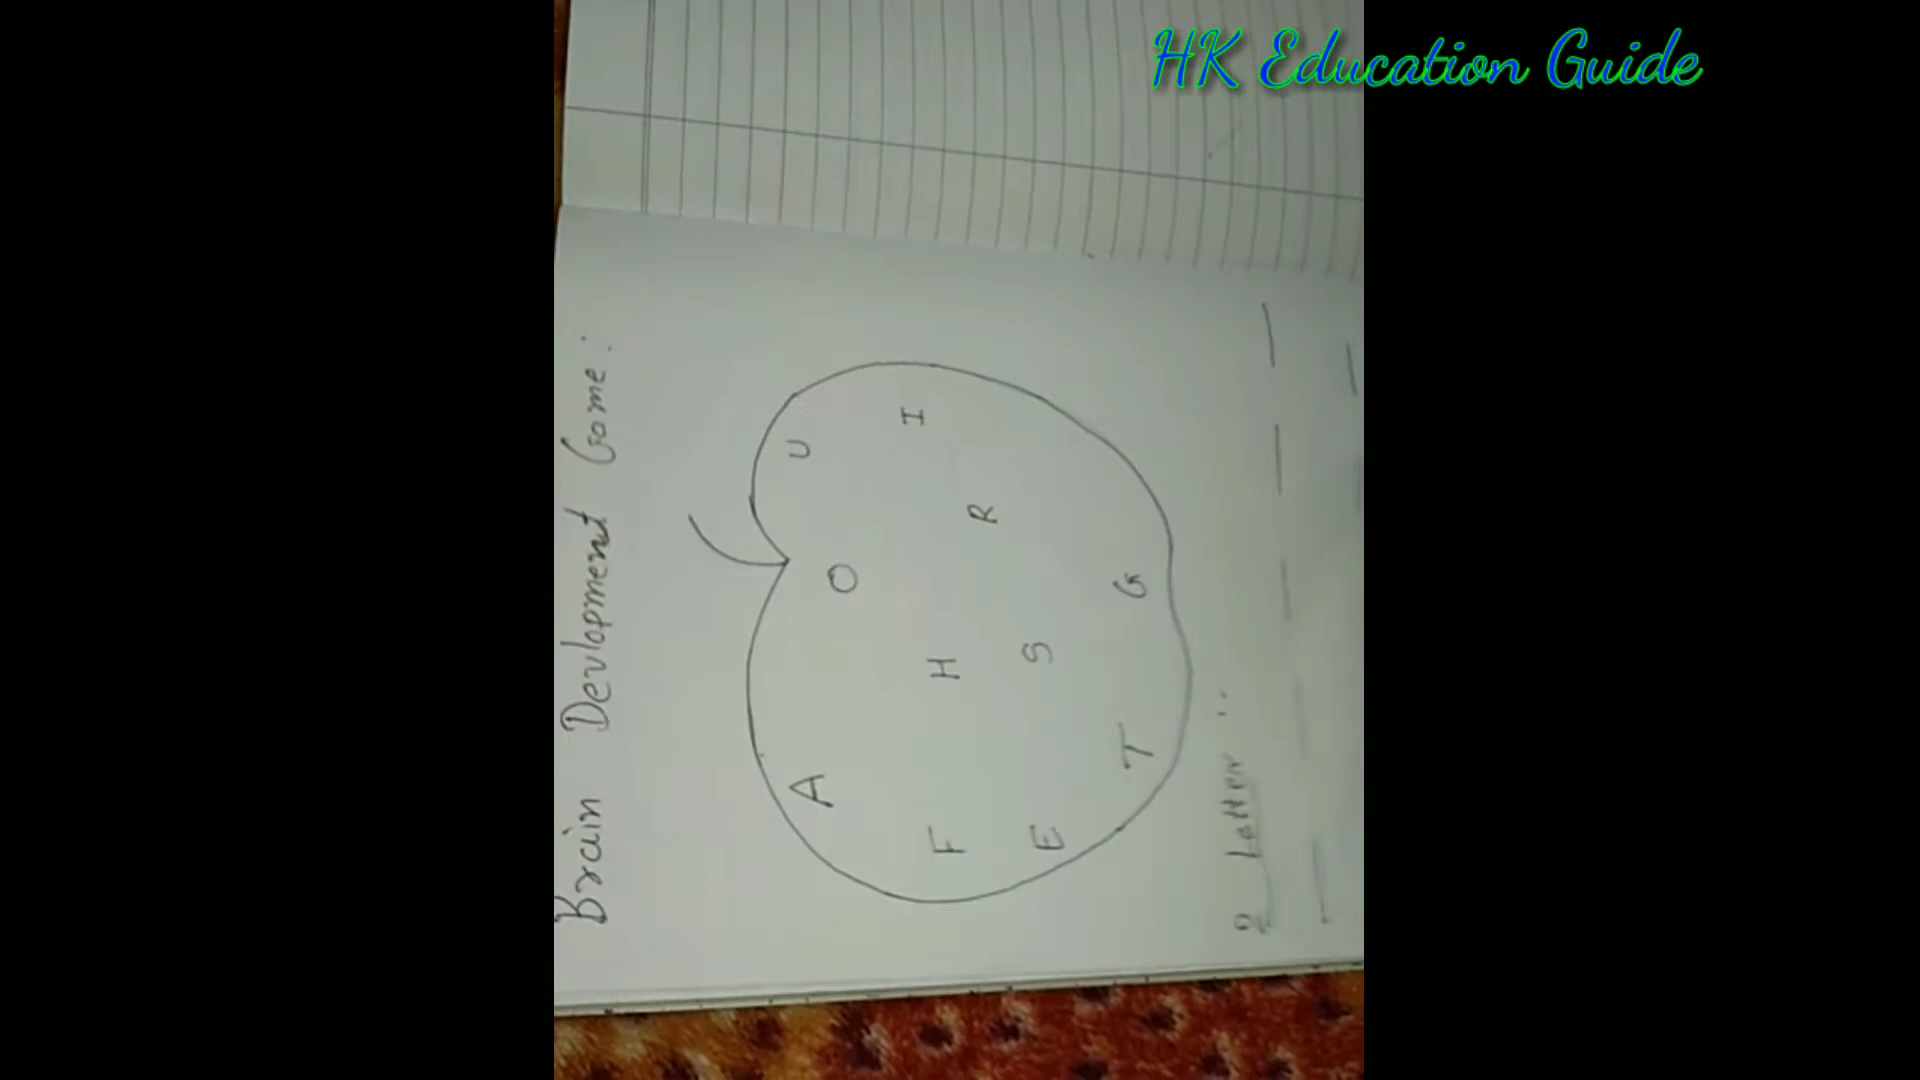 HK Education Guide
Brain Devlopment Game:
A O U
F H I
E S R
T G
2 letter :